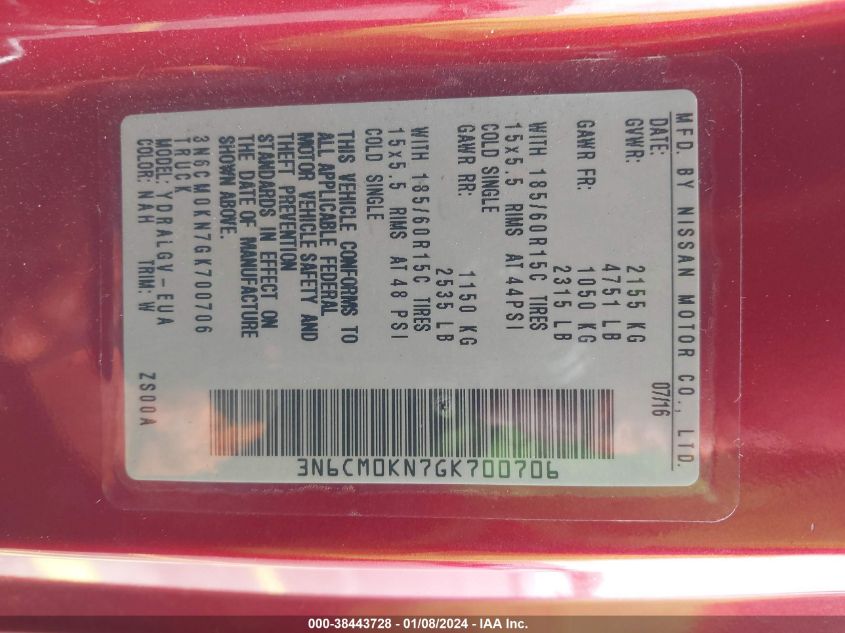 MFD. BY NISSAN MOTOR CO., LTD.
DATE: 07/16
GVWR: 2155 KG
4751 LB
GAWR FR: 1050 KG
2315 LB
WITH 185/60R15C TIRES
15x5.5 RIMS AT 44PSI
COLD SINGLE
GAWR RR: 1150 KG
2535 LB
WITH 185/60R15C TIRES
15x5.5 RIMS AT 48 PSI
COLD SINGLE
THIS VEHICLE CONFORMS TO
ALL APPLICABLE FEDERAL
MOTOR VEHICLE SAFETY AND
THEFT PREVENTION
STANDARDS IN EFFECT ON
THE DATE OF MANUFACTURE
SHOWN ABOVE.
3N6CM0KN7GK700706
TRUCK
MODEL: YDRALGV-EUA
COLOR: NAH TRIM: W ZS00A
3N6CM0KN7GK700706
000-38443728 - 01/08/2024 - IAA Inc.